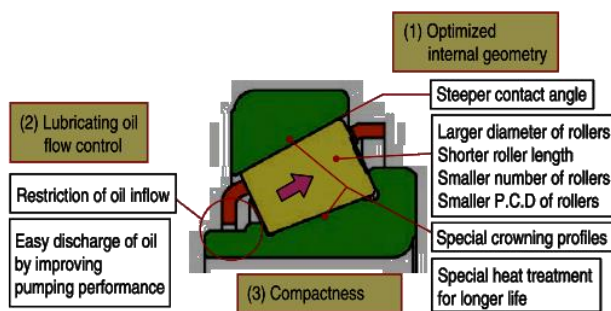 (1) Optimized
internal geometry
Steeper contact angle
Larger diameter of rollers
Shorter roller length
Smaller number of rollers
Smaller P.C.D of rollers
Special crowning profiles
Special heat treatment
for longer life
(2) Lubricating oil
flow control
Restriction of oil inflow
Easy discharge of oil
by improving
pumping performance
(3) Compactness